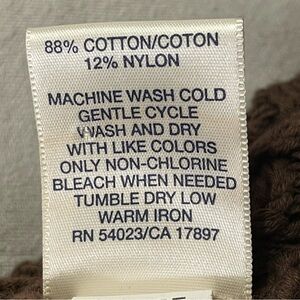 88% COTTON/COTON
12% NYLON
MACHINE WASH COLD
GENTLE CYCLE
WASH AND DRY
WITH LIKE COLORS
ONLY NON-CHLORINE
BLEACH WHEN NEEDED
TUMBLE DRY LOW
WARM IRON
RN 54023/CA 17897